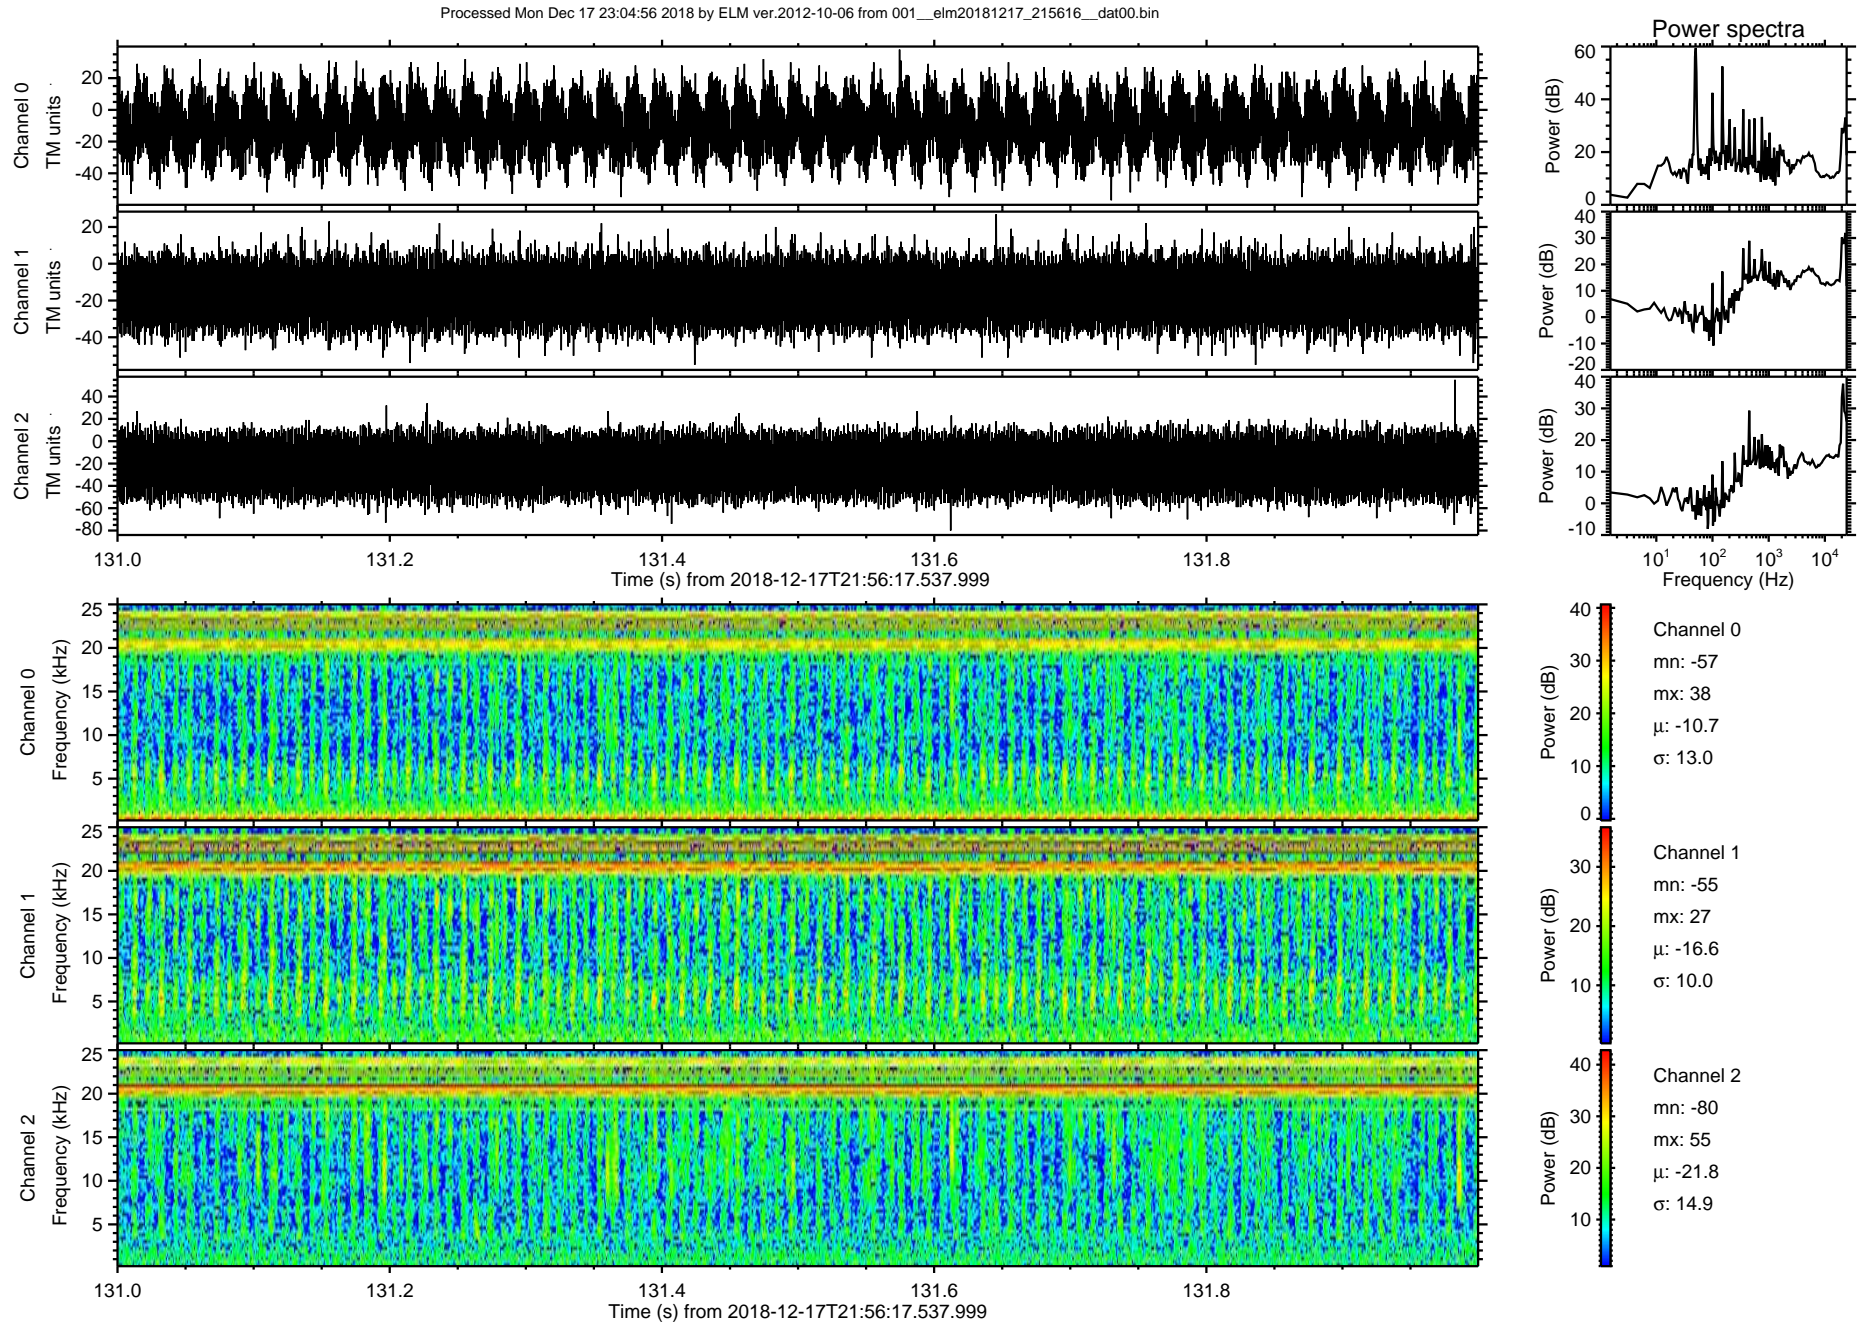 Processed Mon Dec 17 23:04:56 2018 by ELM ver.2012-10-06 from 001__elm20181217_215616__dat00.bin
Power spectra
Channel 0
TM units
20
0
-20
-40
Power (dB)
60
40
20
0
Channel 1
TM units
20
0
-20
-40
Power (dB)
40
30
20
10
0
-10
-20
Channel 2
TM units
40
20
0
-20
-40
-60
-80
Power (dB)
40
30
20
10
0
-10
131.0 131.2 131.4 131.6 131.8
Time (s) from 2018-12-17T21:56:17.537.999
10¹ 10² 10³ 10⁴
Frequency (Hz)
Channel 0
Frequency (kHz)
25
20
15
10
5
Power (dB)
40
30
20
10
0
Channel 0
mn: -57
mx: 38
μ: -10.7
σ: 13.0
Channel 1
Frequency (kHz)
25
20
15
10
5
Power (dB)
30
20
10
Channel 1
mn: -55
mx: 27
μ: -16.6
σ: 10.0
Channel 2
Frequency (kHz)
25
20
15
10
5
Power (dB)
40
30
20
10
Channel 2
mn: -80
mx: 55
μ: -21.8
σ: 14.9
131.0 131.2 131.4 131.6 131.8
Time (s) from 2018-12-17T21:56:17.537.999